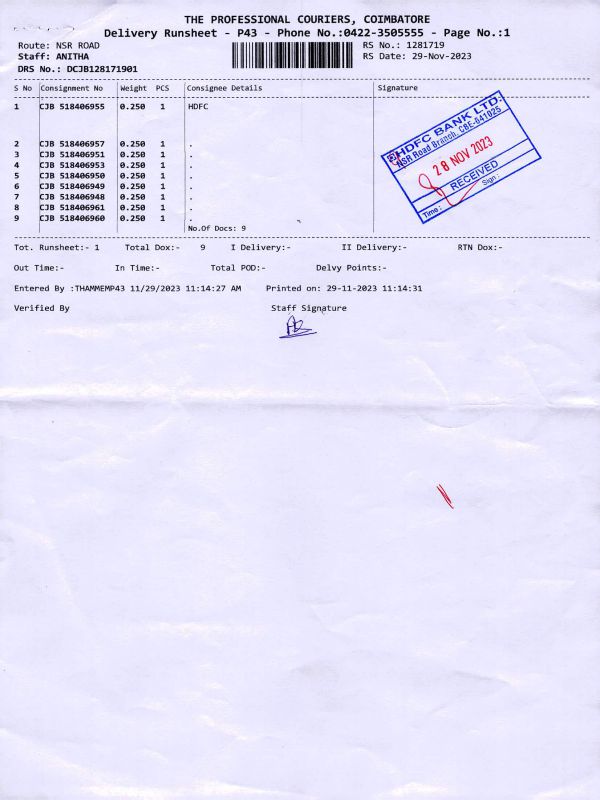 THE PROFESSIONAL COURIERS, COIMBATORE
Delivery Runsheet - P43 - Phone No.:0422-3505555 - Page No.:1
Route: NSR ROAD RS No.: 1281719
Staff: ANITHA RS Date: 29-Nov-2023
DRS No.: DCJB128171901
S No Consignment No Weight PCS Consignee Details Signature
1 CJB 518406955 0.250 1 HDFC
2 CJB 518406957 0.250 1 .
3 CJB 518406951 0.250 1 .
4 CJB 518406953 0.250 1 .
5 CJB 518406950 0.250 1 .
6 CJB 518406949 0.250 1 .
7 CJB 518406948 0.250 1 .
8 CJB 518406961 0.250 1 .
9 CJB 518406960 0.250 1 .
No.Of Docs: 9
HDFC BANK LTD.
NSR Road Branch, CBE-641025
28 NOV 2023
RECEIVED
Time: Sign:
Tot. Runsheet:- 1 Total Dox:- 9 I Delivery:- II Delivery:- RTN Dox:-
Out Time:- In Time:- Total POD:- Delvy Points:-
Entered By :THAMMEMP43 11/29/2023 11:14:27 AM Printed on: 29-11-2023 11:14:31
Verified By Staff Signature